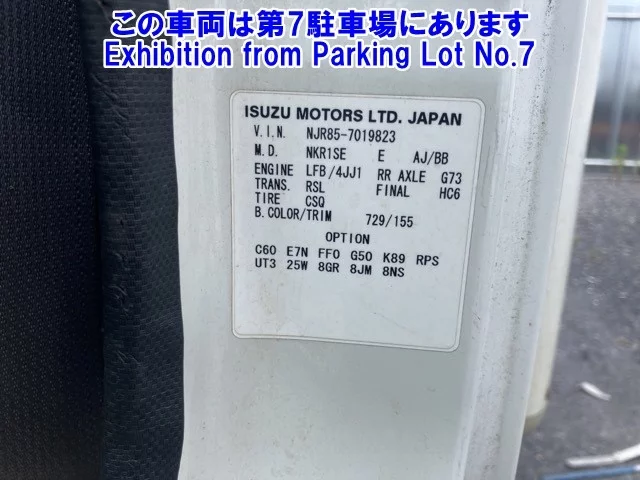 この車両は第7駐車場にあります
Exhibition from Parking Lot No.7
ISUZU MOTORS LTD. JAPAN
V.I.N. NJR85-7019823
M.D. NKR1SE E AJ/BB
ENGINE LFB/4JJ1 RR AXLE G73
TRANS. RSL FINAL HC6
TIRE CSQ
B.COLOR/TRIM 729/155
OPTION
C60 E7N FF0 G50 K89 RPS
UT3 25W 8GR 8JM 8NS